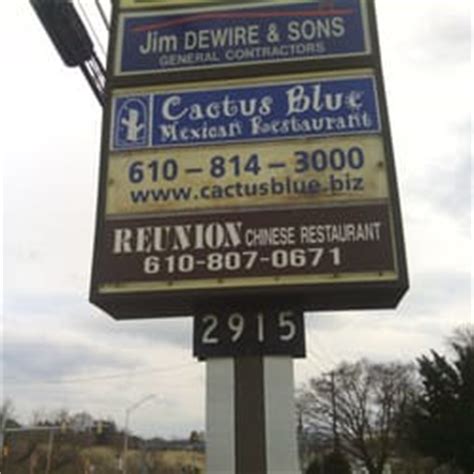 Jim DEWIRE & SONS
GENERAL CONTRACTORS
Cactus Blue
Mexican Restaurant
610-814-3000
www.cactusblue.biz
REUNION CHINESE RESTAURANT
610-807-0671
2915